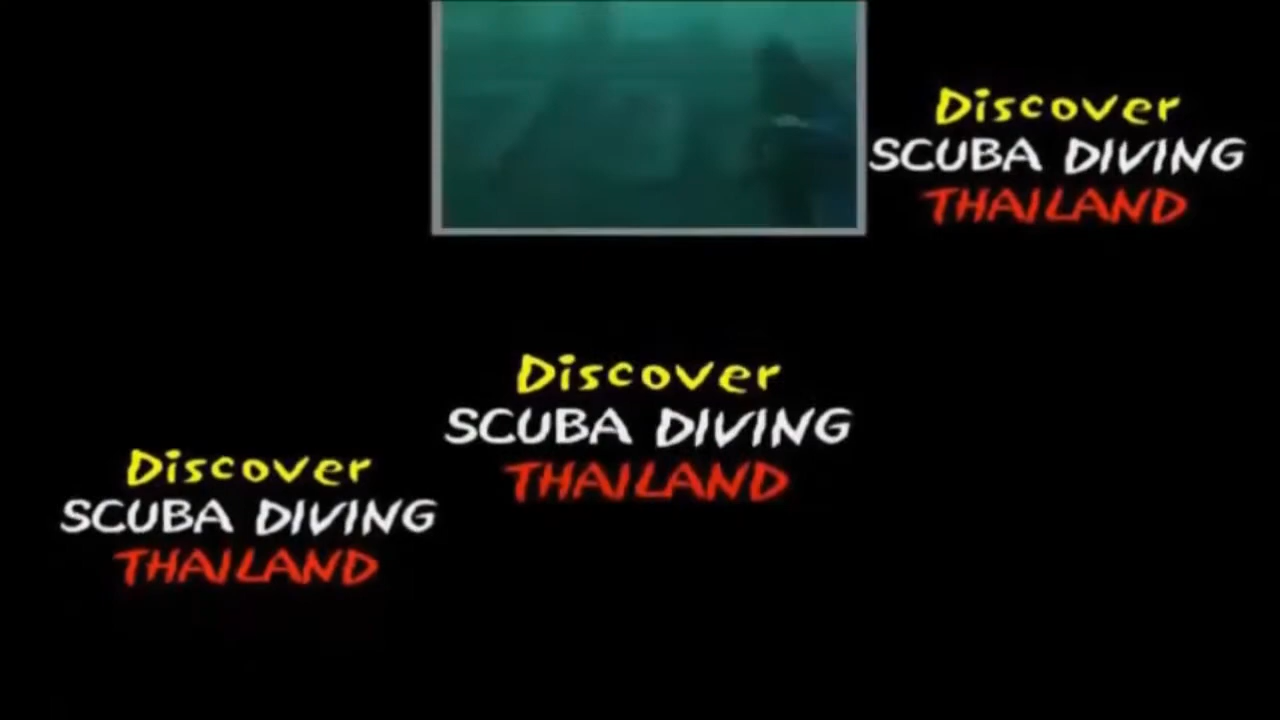 Discover
SCUBA DIVING
THAILAND
Discover
SCUBA DIVING
THAILAND
Discover
SCUBA DIVING
THAILAND